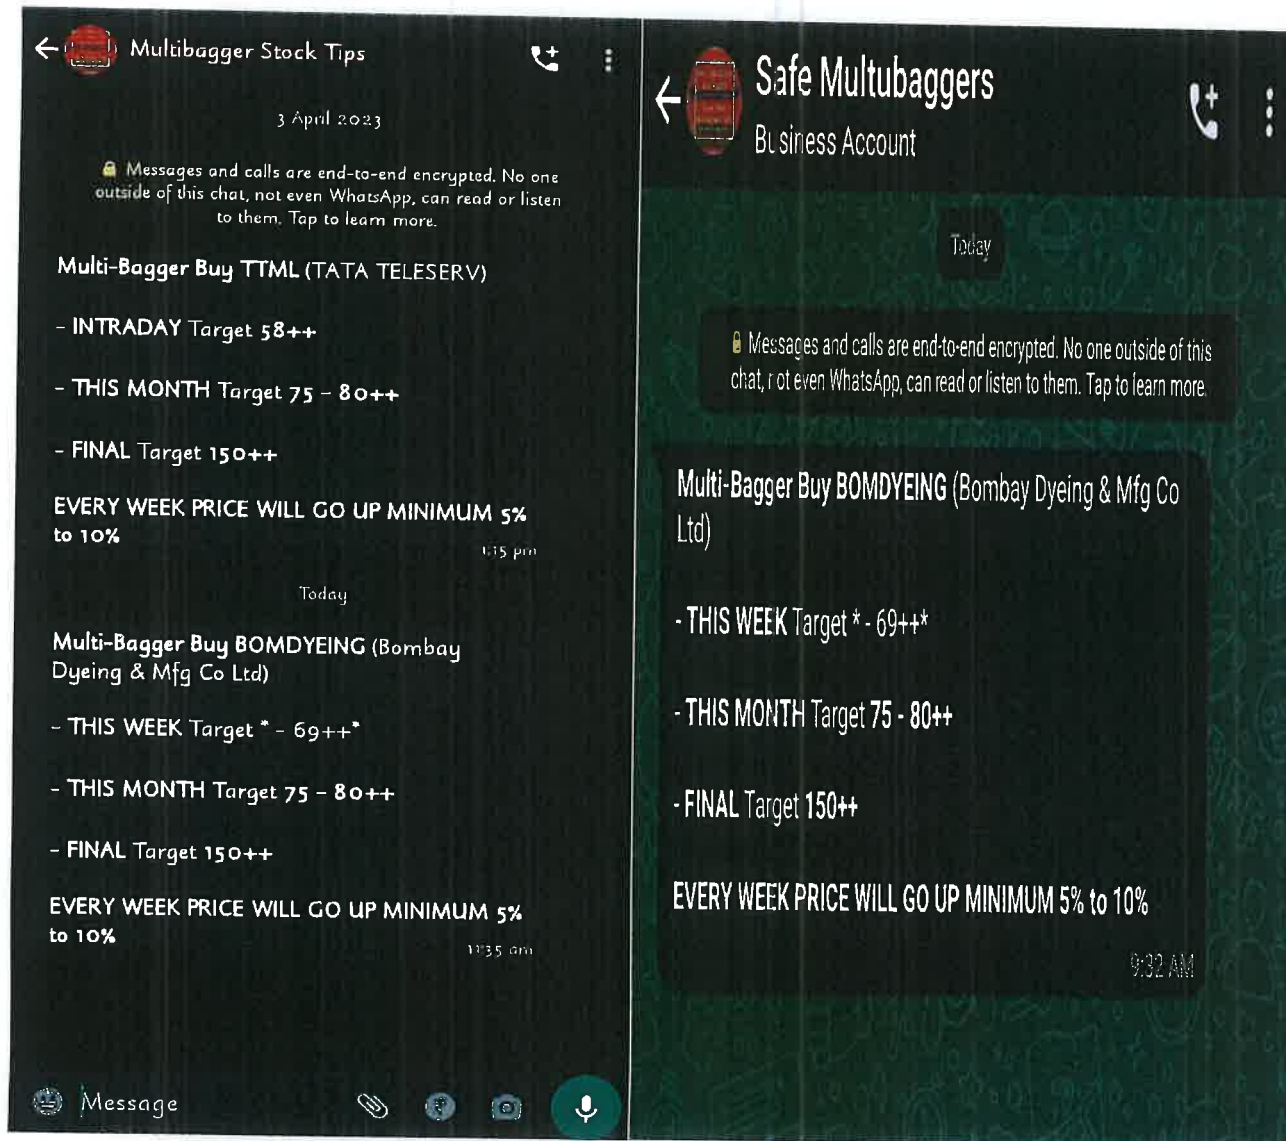 Multibagger Stock Tips
3 April 2023
Messages and calls are end-to-end encrypted. No one
outside of this chat, not even WhatsApp, can read or listen
to them. Tap to learn more.
Multi-Bagger Buy TTML (TATA TELESERV)
- INTRADAY Target 58++
- THIS MONTH Target 75 - 80++
- FINAL Target 150++
EVERY WEEK PRICE WILL GO UP MINIMUM 5%
to 10%
1:15 pm
Today
Multi-Bagger Buy BOMDYEING (Bombay
Dyeing & Mfg Co Ltd)
- THIS WEEK Target * - 69++*
- THIS MONTH Target 75 - 80++
- FINAL Target 150++
EVERY WEEK PRICE WILL GO UP MINIMUM 5%
to 10%
11:35 am
Message
Safe Multubaggers
Business Account
Today
Messages and calls are end-to-end encrypted. No one outside of this
chat, not even WhatsApp, can read or listen to them. Tap to learn more.
Multi-Bagger Buy BOMDYEING (Bombay Dyeing & Mfg Co
Ltd)
- THIS WEEK Target * - 69++*
- THIS MONTH Target 75 - 80++
- FINAL Target 150++
EVERY WEEK PRICE WILL GO UP MINIMUM 5% to 10%
9:32 AM